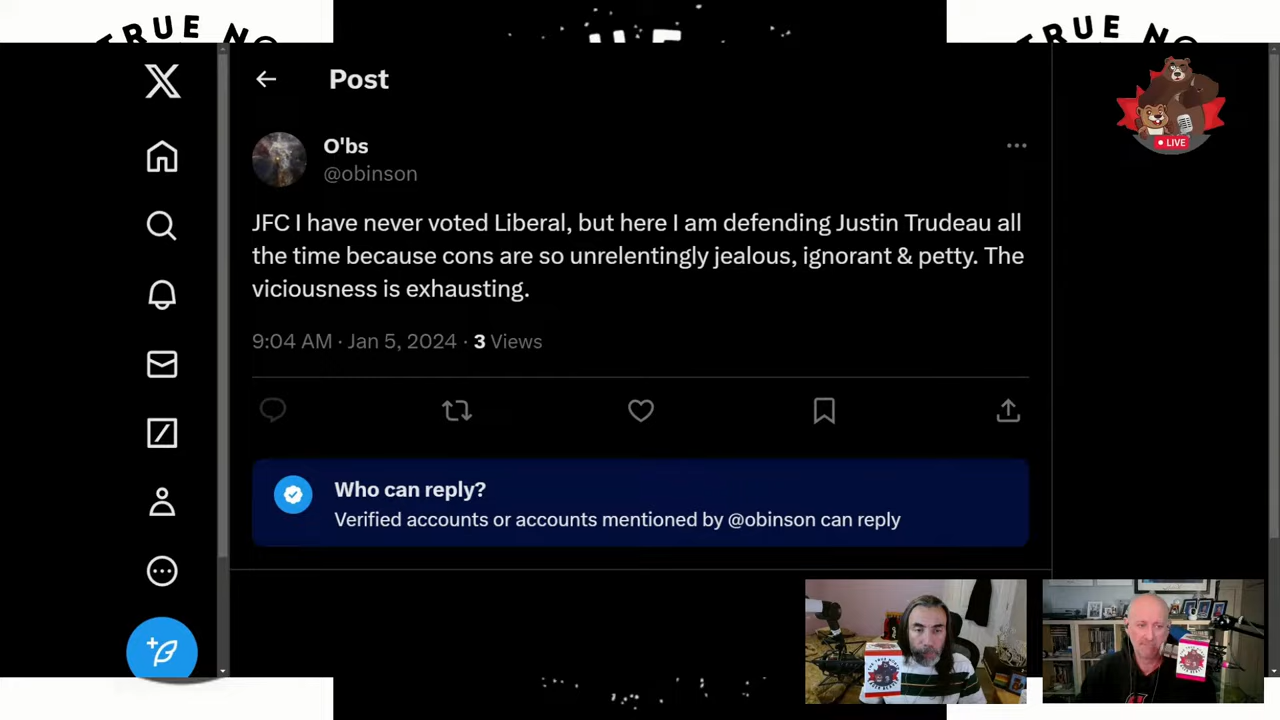 TRUE NO
TRUE NO
Post
O'bs
@obinson
JFC I have never voted Liberal, but here I am defending Justin Trudeau all
the time because cons are so unrelentingly jealous, ignorant & petty. The
viciousness is exhausting.
9:04 AM · Jan 5, 2024 · 3 Views
Who can reply?
Verified accounts or accounts mentioned by @obinson can reply
LIVE